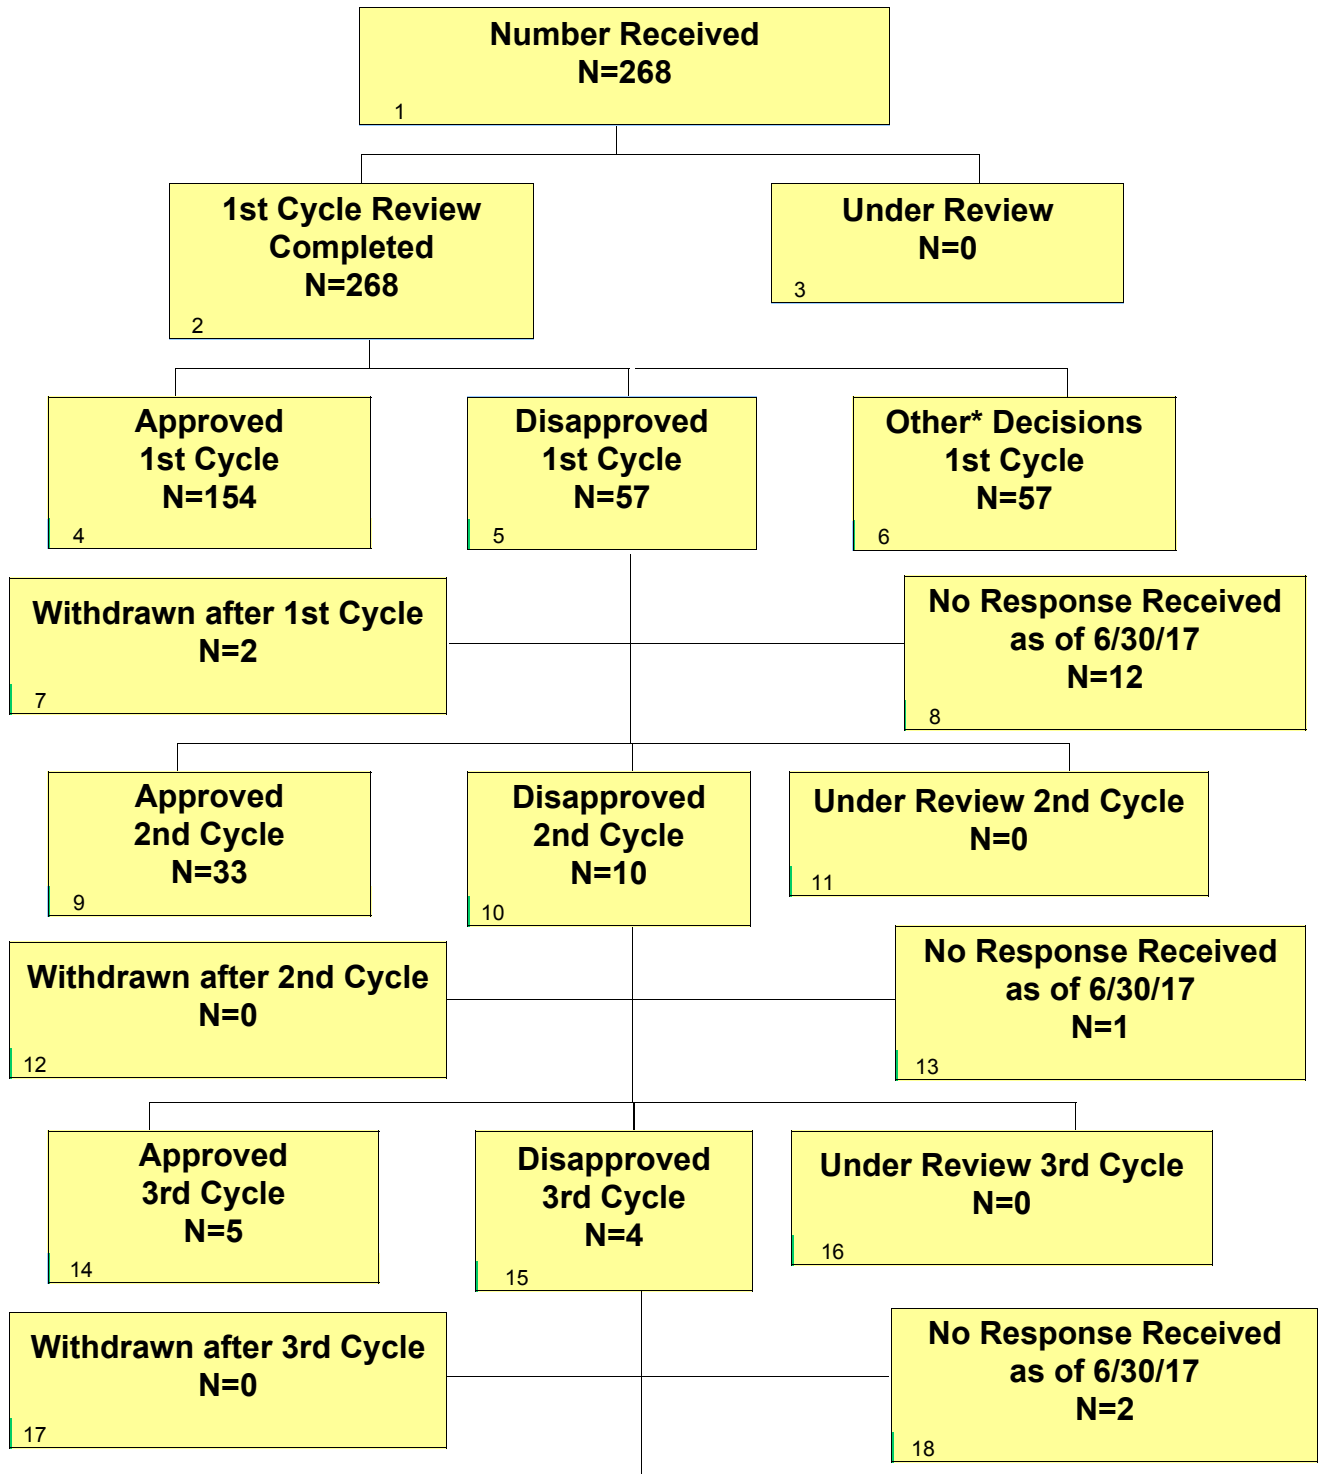 Number Received
N=268
1
1st Cycle Review
Completed
N=268
2
Under Review
N=0
3
Approved
1st Cycle
N=154
4
Disapproved
1st Cycle
N=57
5
Other* Decisions
1st Cycle
N=57
6
Withdrawn after 1st Cycle
N=2
7
No Response Received
as of 6/30/17
N=12
8
Approved
2nd Cycle
N=33
9
Disapproved
2nd Cycle
N=10
10
Under Review 2nd Cycle
N=0
11
Withdrawn after 2nd Cycle
N=0
12
No Response Received
as of 6/30/17
N=1
13
Approved
3rd Cycle
N=5
14
Disapproved
3rd Cycle
N=4
15
Under Review 3rd Cycle
N=0
16
Withdrawn after 3rd Cycle
N=0
17
No Response Received
as of 6/30/17
N=2
18